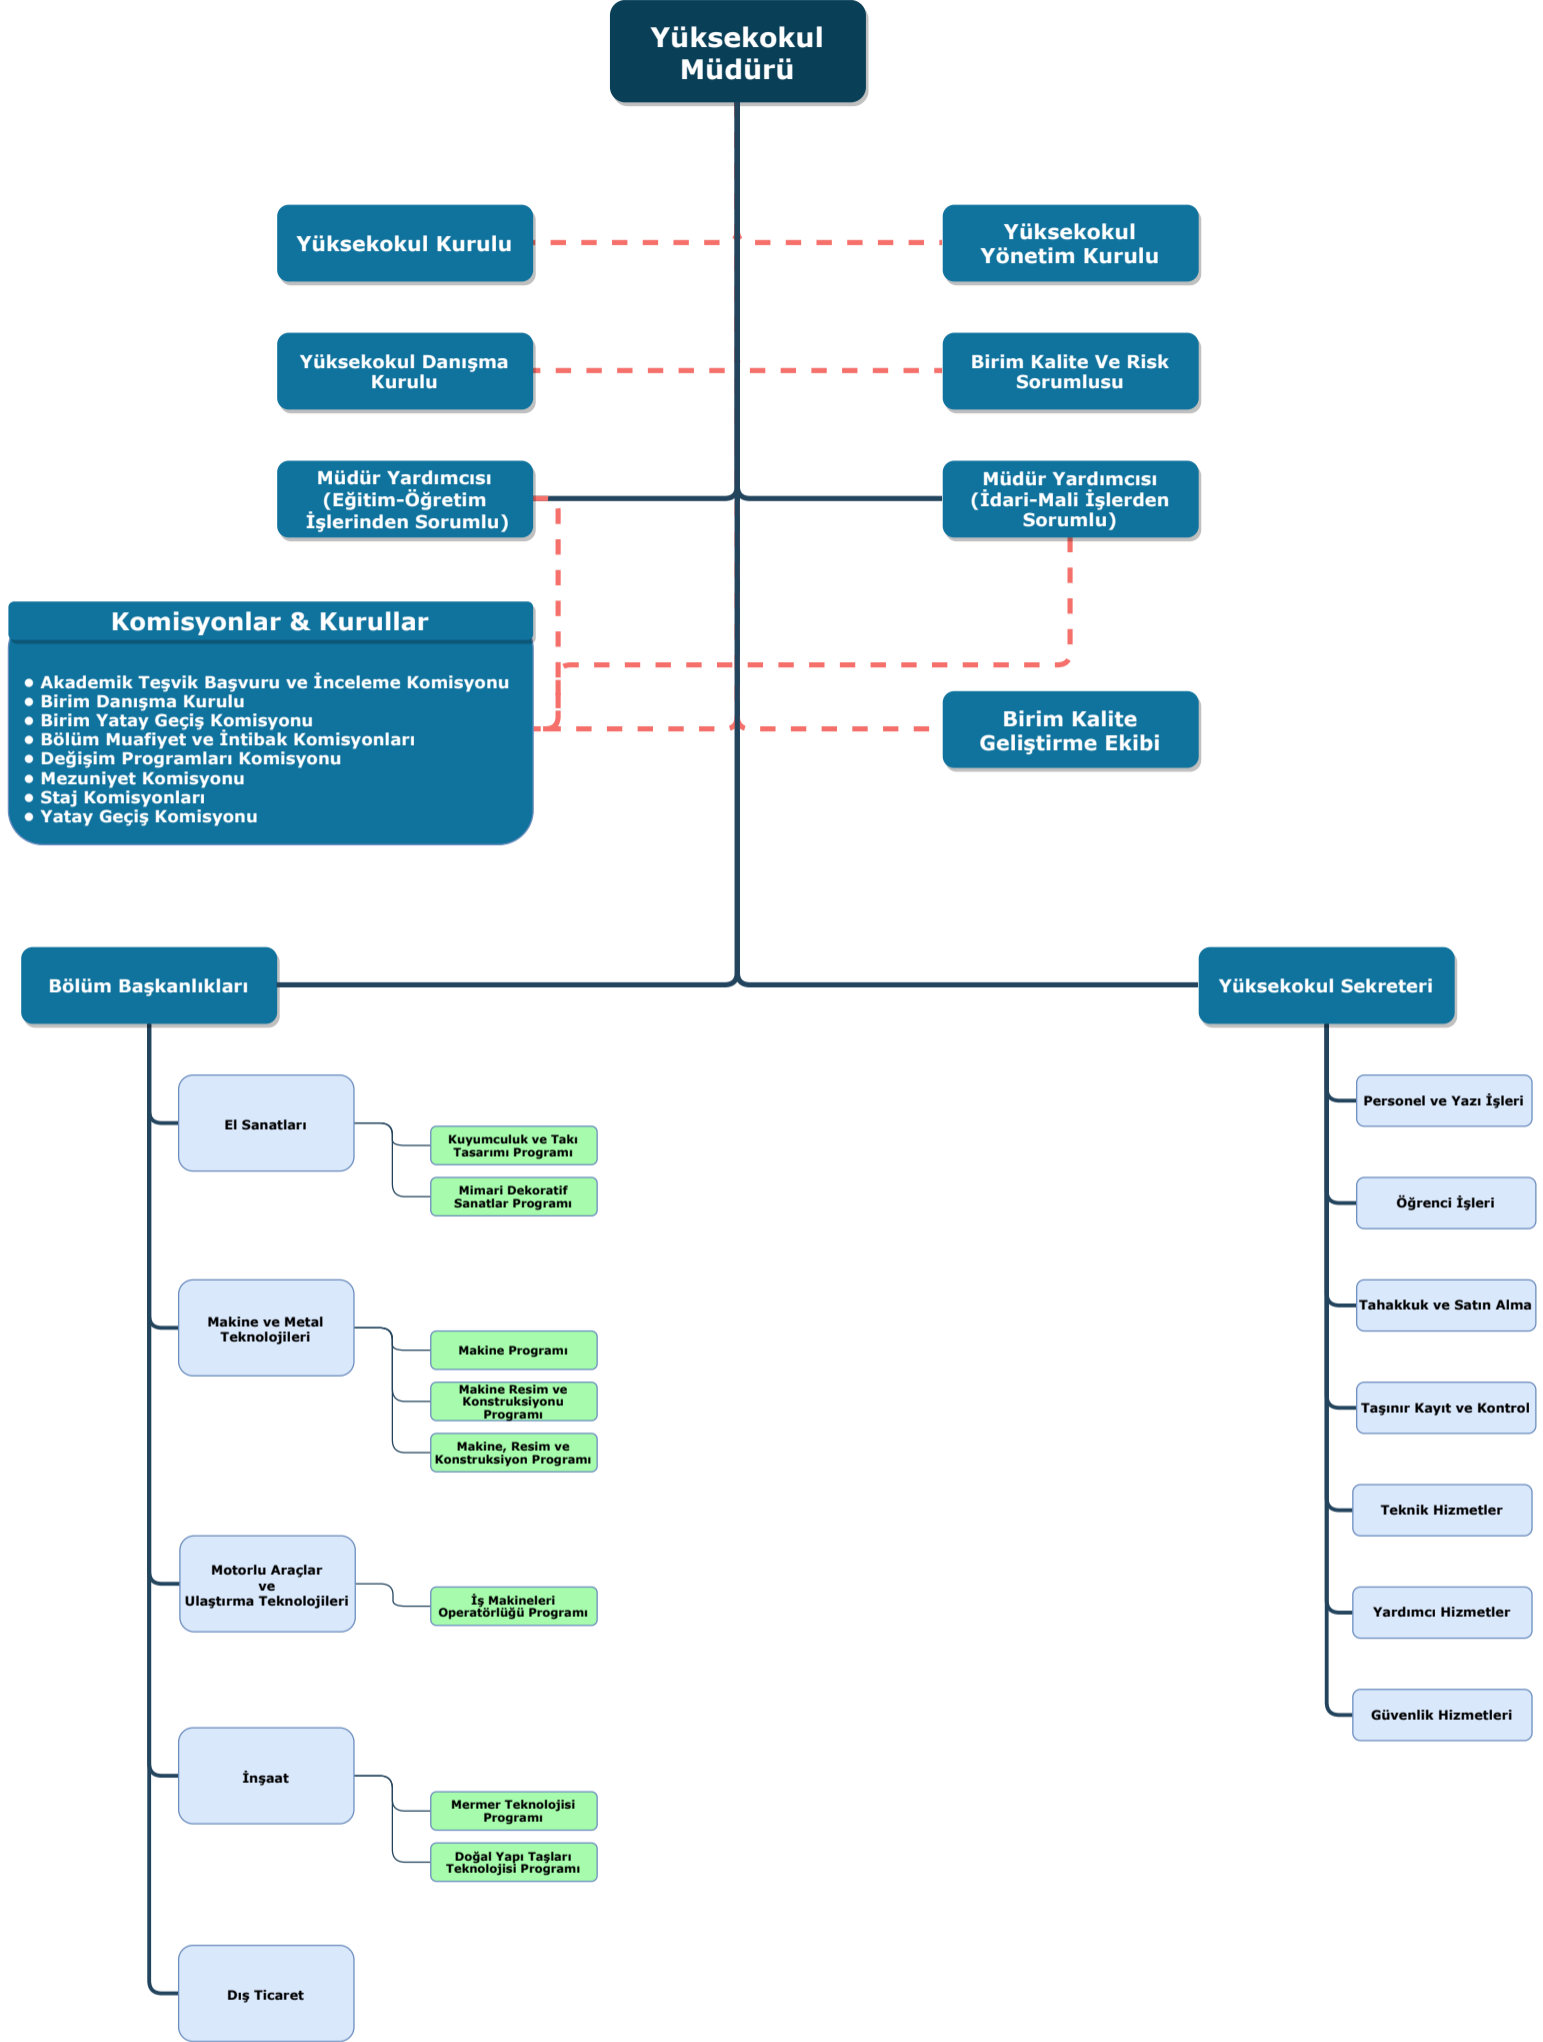 Yüksekokul
Müdürü
Yüksekokul Kurulu
Yüksekokul
Yönetim Kurulu
Yüksekokul Danışma
Kurulu
Birim Kalite Ve Risk
Sorumlusu
Müdür Yardımcısı
(Eğitim-Öğretim
İşlerinden Sorumlu)
Müdür Yardımcısı
(İdari-Mali İşlerden
Sorumlu)
Komisyonlar & Kurullar
● Akademik Teşvik Başvuru ve İnceleme Komisyonu
● Birim Danışma Kurulu
● Birim Yatay Geçiş Komisyonu
● Bölüm Muafiyet ve İntibak Komisyonları
● Değişim Programları Komisyonu
● Mezuniyet Komisyonu
● Staj Komisyonları
● Yatay Geçiş Komisyonu
Birim Kalite
Geliştirme Ekibi
Bölüm Başkanlıkları
El Sanatları
Kuyumculuk ve Takı
Tasarımı Programı
Mimari Dekoratif
Sanatlar Programı
Makine ve Metal
Teknolojileri
Makine Programı
Makine Resim ve
Konstruksiyonu
Programı
Makine, Resim ve
Konstruksiyon Programı
Motorlu Araçlar
ve
Ulaştırma Teknolojileri
İş Makineleri
Operatörlüğü Programı
İnşaat
Mermer Teknolojisi
Programı
Doğal Yapı Taşları
Teknolojisi Programı
Dış Ticaret
Yüksekokul Sekreteri
Personel ve Yazı İşleri
Öğrenci İşleri
Tahakkuk ve Satın Alma
Taşınır Kayıt ve Kontrol
Teknik Hizmetler
Yardımcı Hizmetler
Güvenlik Hizmetleri